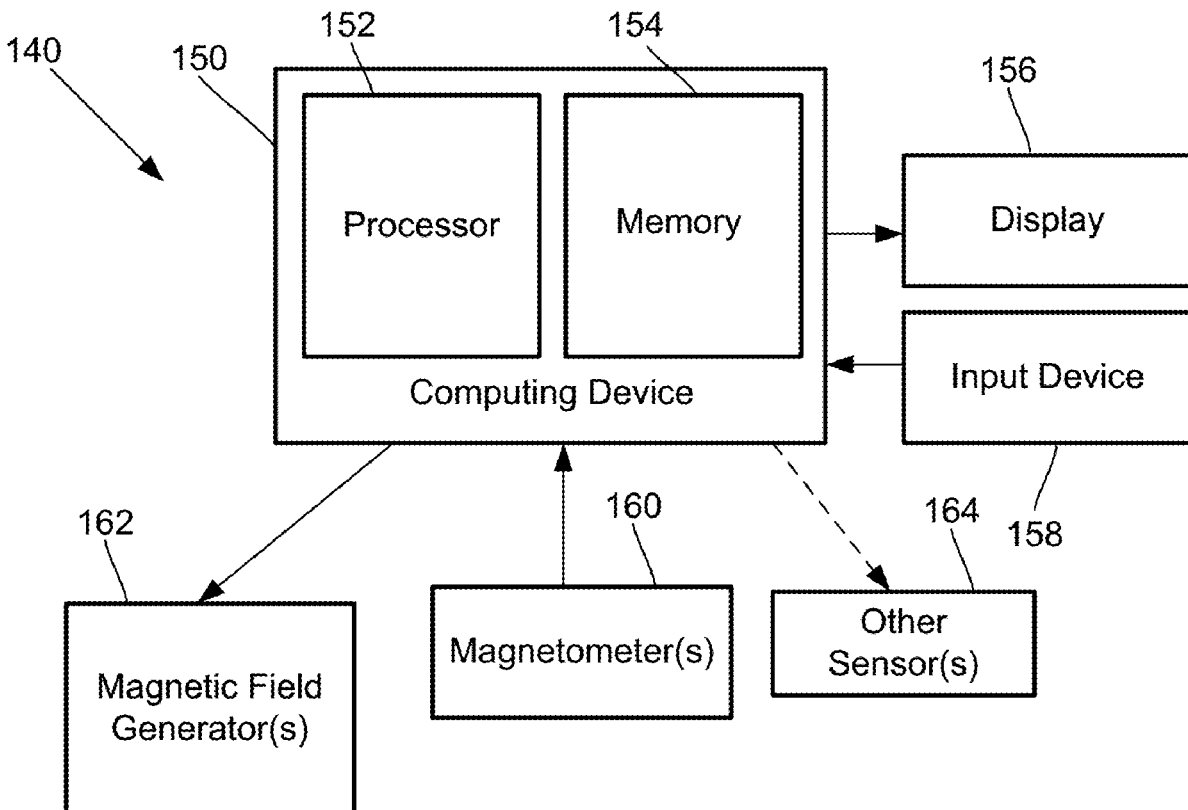 152
154
140
150
156
Processor
Memory
Display
Computing Device
Input Device
162
160
164
158
Magnetic Field
Generator(s)
Magnetometer(s)
Other
Sensor(s)